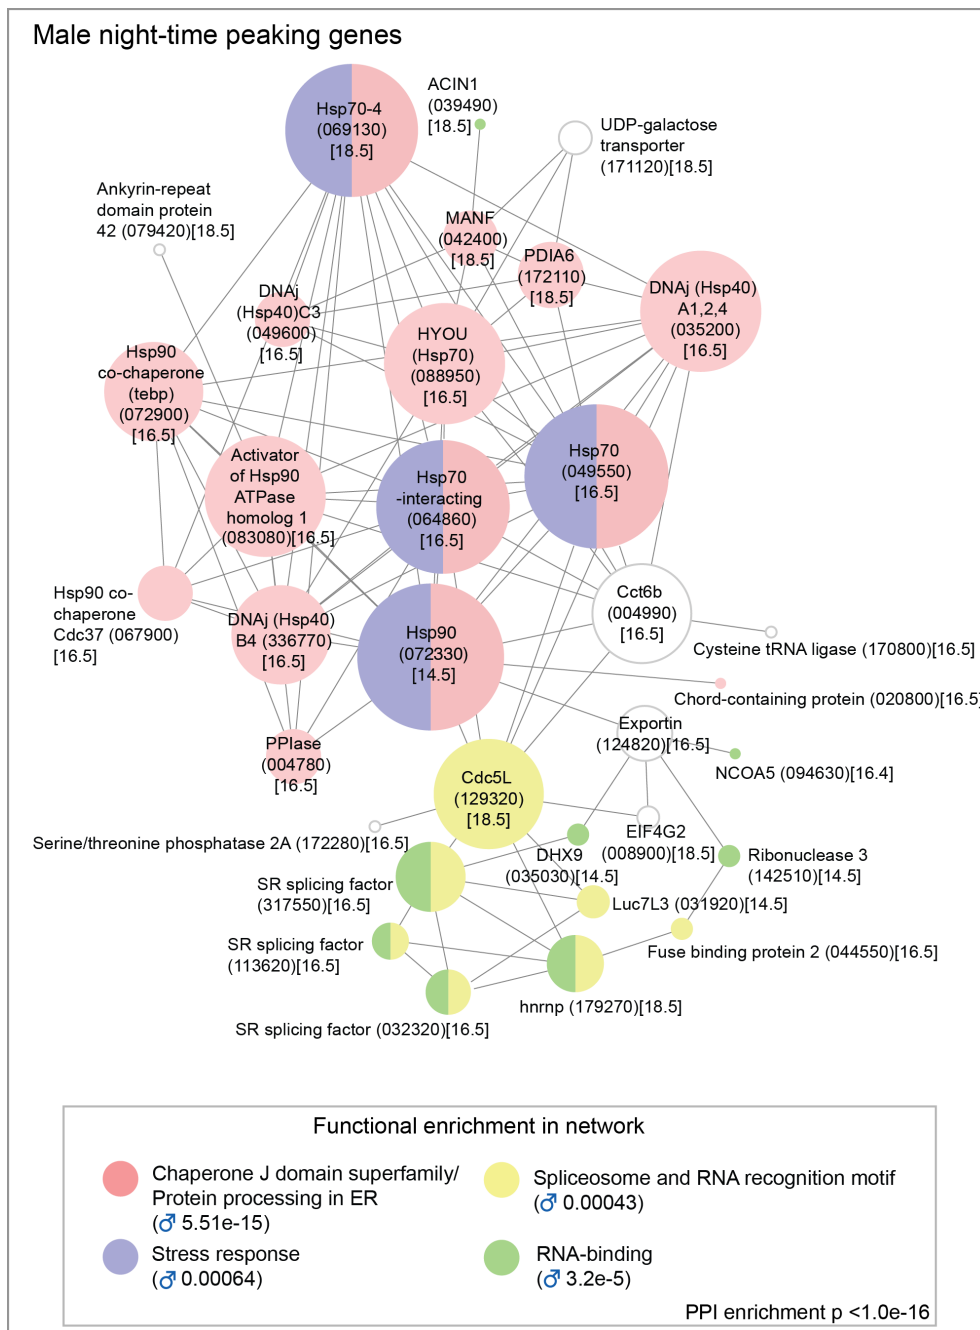 Male night-time peaking genes
Hsp70-4
(069130)
[18.5]
ACIN1
(039490)
[18.5]
UDP-galactose
transporter
(171120)[18.5]
Ankyrin-repeat
domain protein
42 (079420)[18.5]
MANF
(042400)
[18.5]
PDIA6
(172110)
[18.5]
DNAj (Hsp40)
A1,2,4
(035200)
[16.5]
DNAj
(Hsp40)C3
(049600)
[16.5]
HYOU
(Hsp70)
(088950)
[16.5]
Hsp90
co-chaperone
(tebp)
(072900)
[16.5]
Activator
of Hsp90
ATPase
homolog 1
(083080)[16.5]
Hsp70
-interacting
(064860)
[16.5]
Hsp70
(049550)
[16.5]
Hsp90 co-
chaperone
Cdc37 (067900)
[16.5]
DNAj (Hsp40)
B4 (336770)
[16.5]
Hsp90
(072330)
[14.5]
Cct6b
(004990)
[16.5]
Cysteine tRNA ligase (170800)[16.5]
Chord-containing protein (020800)[16.5]
PPIase
(004780)
[16.5]
Exportin
(124820)[16.5]
NCOA5 (094630)[16.4]
Cdc5L
(129320)
[18.5]
Serine/threonine phosphatase 2A (172280)[16.5]
EIF4G2
(008900)[18.5]
DHX9
(035030)[14.5]
Ribonuclease 3
(142510)[14.5]
SR splicing factor
(317550)[16.5]
Luc7L3 (031920)[14.5]
SR splicing factor
(113620)[16.5]
Fuse binding protein 2 (044550)[16.5]
hnrnp (179270)[18.5]
SR splicing factor (032320)[16.5]
Functional enrichment in network
Chaperone J domain superfamily/
Protein processing in ER
(♂ 5.51e-15)
Stress response
(♂ 0.00064)
Spliceosome and RNA recognition motif
(♂ 0.00043)
RNA-binding
(♂ 3.2e-5)
PPI enrichment p <1.0e-16